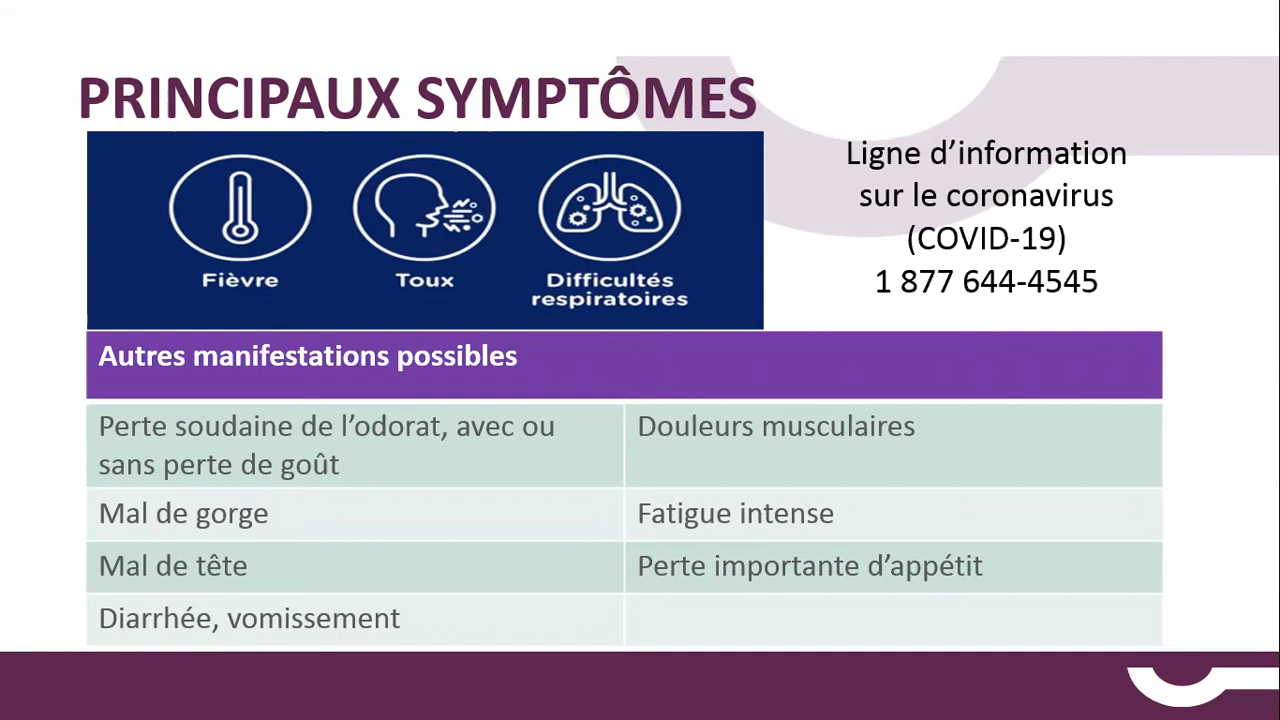 PRINCIPAUX SYMPTÔMES
Fièvre
Toux
Difficultés
respiratoires
Ligne d’information
sur le coronavirus
(COVID-19)
1 877 644-4545
Autres manifestations possibles
Perte soudaine de l’odorat, avec ou
sans perte de goût
Douleurs musculaires
Mal de gorge
Fatigue intense
Mal de tête
Perte importante d’appétit
Diarrhée, vomissement